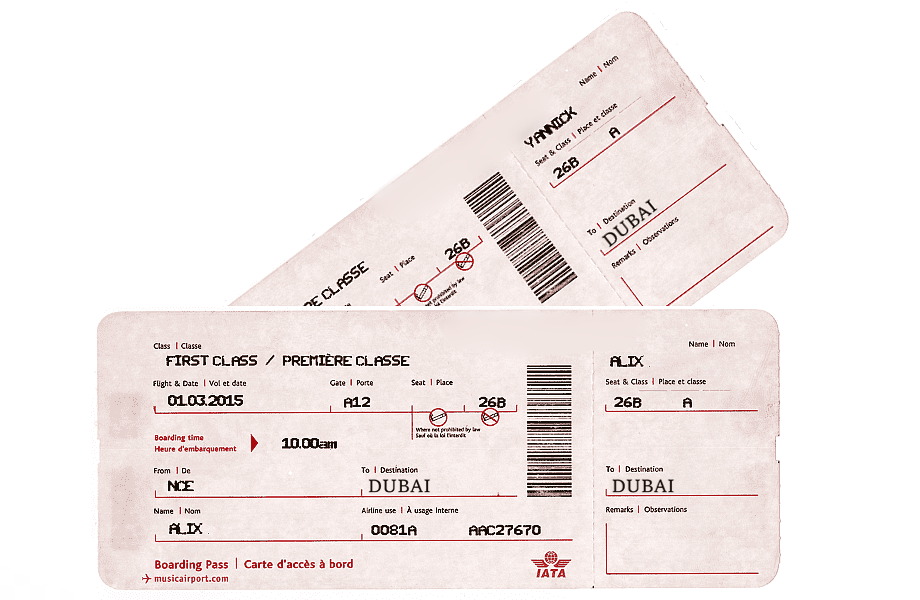 Name | Nom
YANNICK
Seat & Class | Place et classe
26B A
To | Destination
DUBAI
Remarks | Observations
RE CLASSE
Seat | Place
26B
not prohibited by law
la loi l'interdit
Class | Classe
FIRST CLASS / PREMIÈRE CLASSE
Flight & Date | Vol et date
Gate | Porte
Seat | Place
01.03.2015
A12
26B
Where not prohibited by law
Sauf où la loi l'interdit
Boarding time
Heure d'embarquement
10.00am
From | De
To | Destination
NCE
DUBAI
Name | Nom
Airline use | À usage interne
ALIX
0081A
AAC27670
Boarding Pass | Carte d'accès à bord
musicairport.com
IATA
Name | Nom
ALIX
Seat & Class | Place et classe
26B A
To | Destination
DUBAI
Remarks | Observations